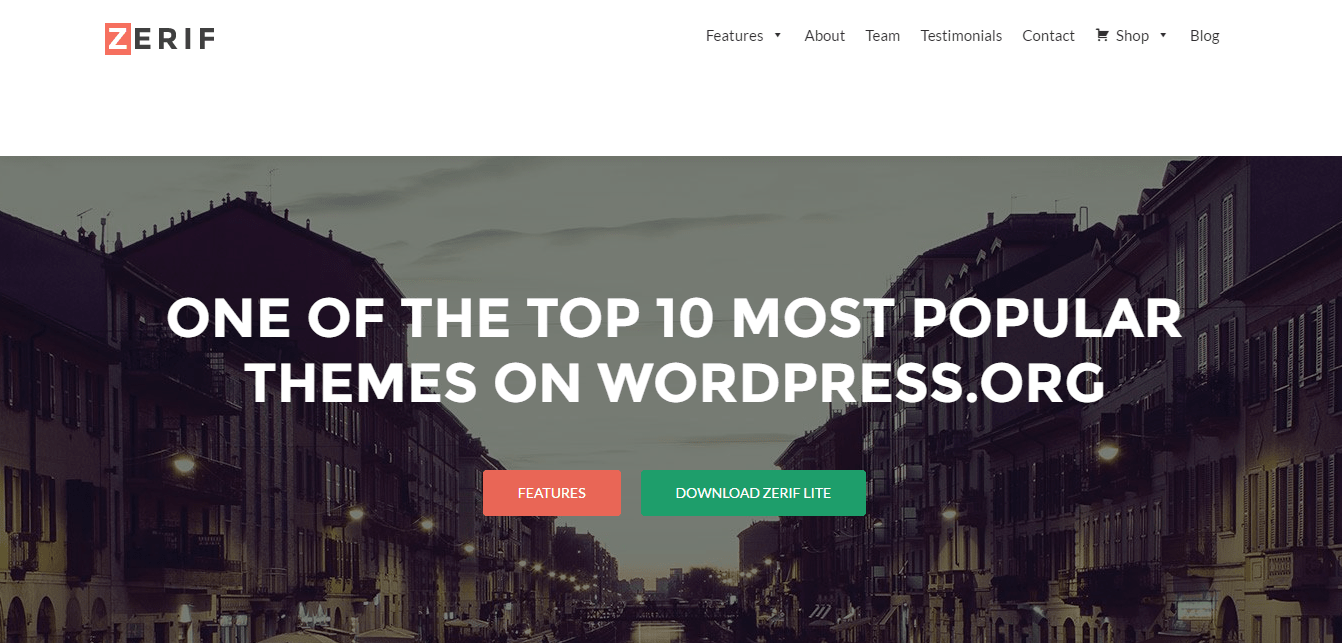 ZERIF
Features About Team Testimonials Contact Shop Blog
ONE OF THE TOP 10 MOST POPULAR
THEMES ON WORDPRESS.ORG
FEATURES DOWNLOAD ZERIF LITE